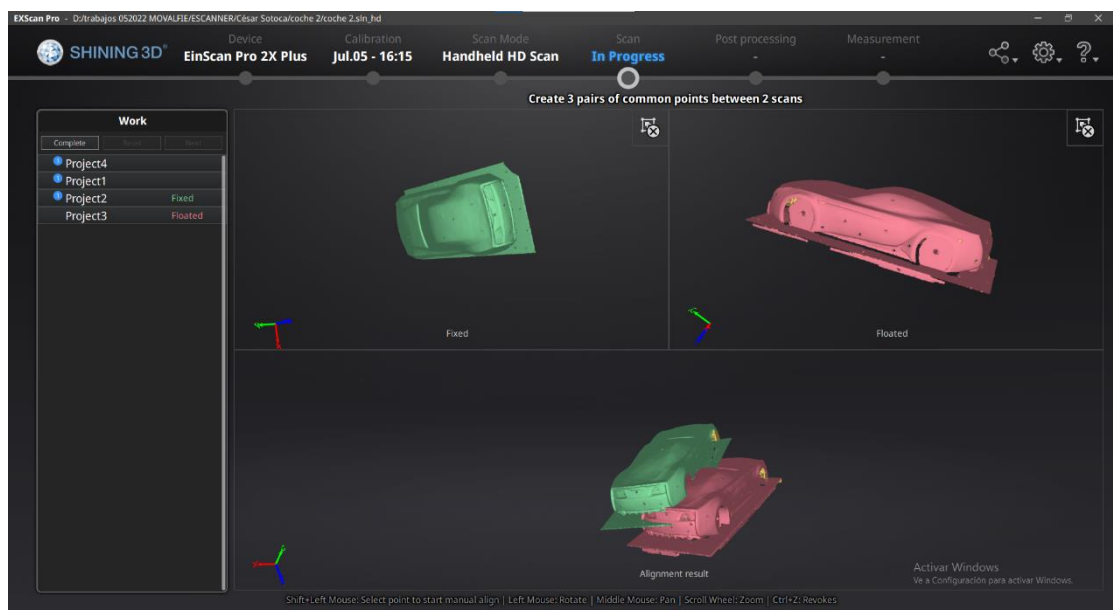 EXScan Pro - D:/trabajos 052022 MOVALFIE/ESCANNER/César Sotoca/coche 2/coche 2.sln_hd
SHINING 3D®
Device Calibration Scan Mode Scan Post processing Measurement
EinScan Pro 2X Plus Jul.05 - 16:15 Handheld HD Scan In Progress - -
Create 3 pairs of common points between 2 scans
Work
Complete Reset Next
Project4
Project1
Project2 Fixed
Project3 Floated
Fixed
Floated
Alignment result
Activar Windows
Ve a Configuración para activar Windows.
Shift+Left Mouse: Select point to start manual align | Left Mouse: Rotate | Middle Mouse: Pan | Scroll Wheel: Zoom | Ctrl+Z: Revokes